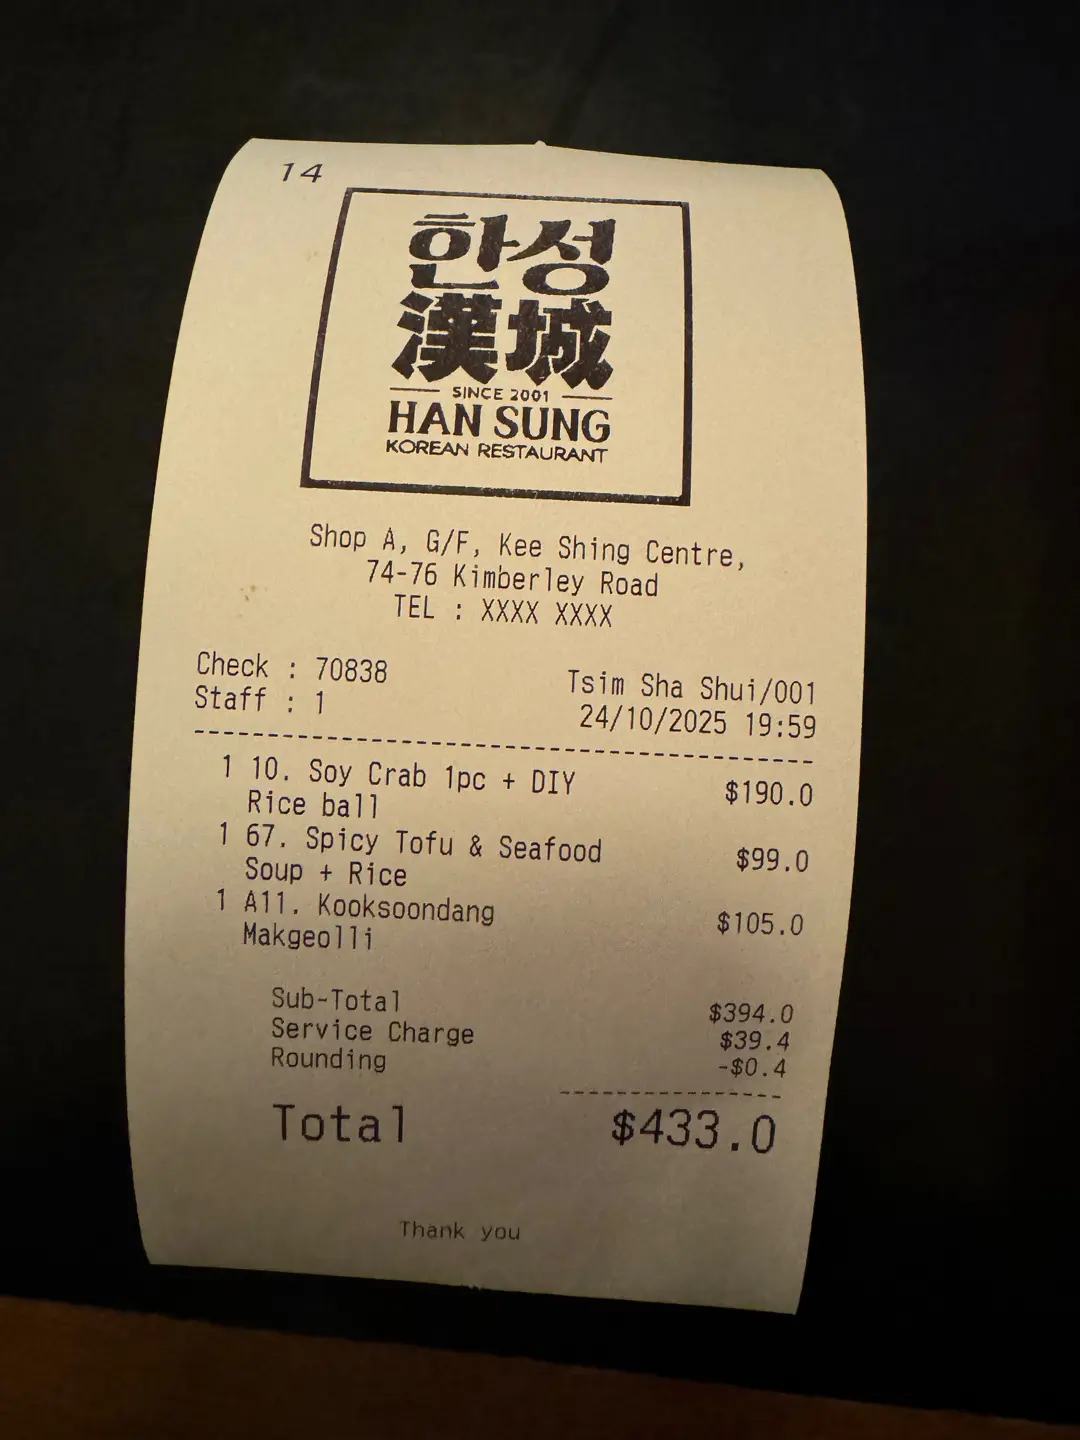 14
한성
漢城
SINCE 2001
HAN SUNG
KOREAN RESTAURANT
Shop A, G/F, Kee Shing Centre,
74-76 Kimberley Road
TEL : XXXX XXXX
Check : 70838
Tsim Sha Shui/001
Staff : 1
24/10/2025 19:59
1 10. Soy Crab 1pc + DIY $190.0
Rice ball
1 67. Spicy Tofu & Seafood $99.0
Soup + Rice
1 A11. Kooksoondang $105.0
Makgeolli
Sub-Total $394.0
Service Charge $39.4
Rounding -$0.4
Total $433.0
Thank you